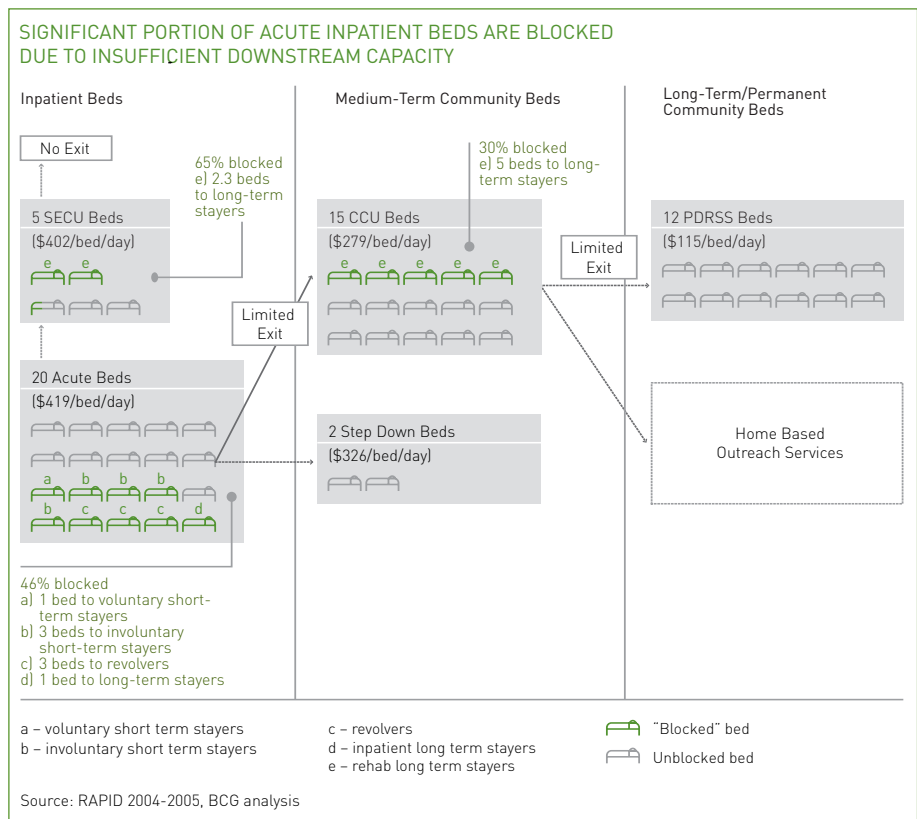 SIGNIFICANT PORTION OF ACUTE INPATIENT BEDS ARE BLOCKED
DUE TO INSUFFICIENT DOWNSTREAM CAPACITY
Inpatient Beds
Medium-Term Community Beds
Long-Term/Permanent
Community Beds
No Exit
65% blocked
e) 2.3 beds
to long-term
stayers
30% blocked
e) 5 beds to long-
term stayers
5 SECU Beds
($402/bed/day)
e e
15 CCU Beds
($279/bed/day)
e e e e e
12 PDRSS Beds
($115/bed/day)
Limited
Exit
Limited
Exit
20 Acute Beds
($419/bed/day)
a b b b
b c c c d
2 Step Down Beds
($326/bed/day)
Home Based
Outreach Services
46% blocked
a) 1 bed to voluntary short-
term stayers
b) 3 beds to involuntary
short-term stayers
c) 3 beds to revolvers
d) 1 bed to long-term stayers
a – voluntary short term stayers
b – involuntary short term stayers
c – revolvers
d – inpatient long term stayers
e – rehab long term stayers
"Blocked" bed
Unblocked bed
Source: RAPID 2004-2005, BCG analysis